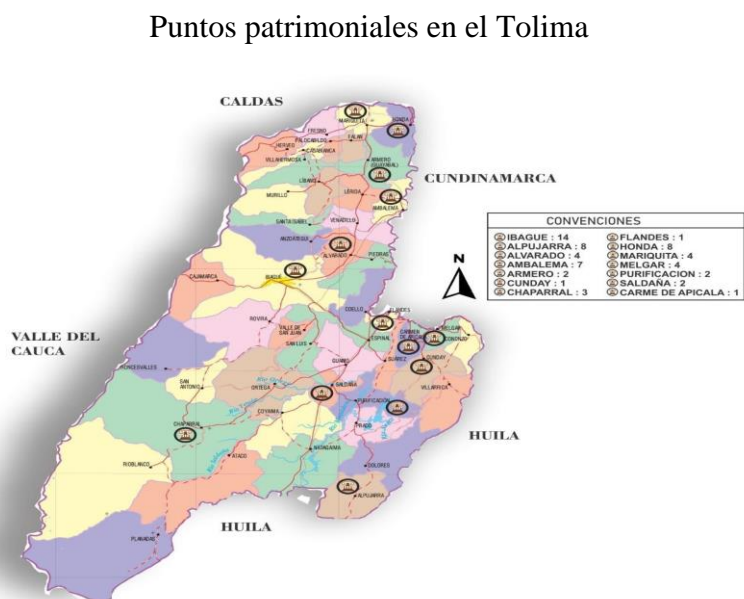 Puntos patrimoniales en el Tolima
CALDAS
MARIQUITA
HONDA
FRESNO
PALOCABILDO
FALAN
HERVEO
CASABIANCA
VILLAHERMOSA
ARMERO
(GUAYABAL)
CUNDINAMARCA
LIBANO
MURILLO
LERIDA
AMBALEMA
SANTA ISABEL
VENADILLO
CONVENCIONES
IBAGUE : 14
ALPUJARRA : 8
ALVARADO : 4
AMBALEMA : 7
ARMERO : 2
CUNDAY : 1
CHAPARRAL : 3
FLANDES : 1
HONDA : 8
MARIQUITA : 4
MELGAR : 4
PURIFICACION : 2
SALDAÑA : 2
CARME DE APICALA : 1
ANZOATEGUI
ALVARADO
PIEDRAS
N
CAJAMARCA
IBAGUE
COELLO
FLANDES
ROVIRA
VALLE DE
SAN JUAN
MELGAR
ICONONZO
CARMEN
DE APICALA
VALLE DEL
CAUCA
SAN LUIS
ESPINAL
SUAREZ
CUNDAY
RONCESVALLES
GUAMO
SAN
ANTONIO
ORTEGA
SALDAÑA
VILLARRICA
PURIFICACIÓN
COYAIMA
CHAPARRAL
PRADO
HUILA
NATAGAIMA
ATACO
RIOBLANCO
DOLORES
ALPUJARRA
HUILA
PLANADAS